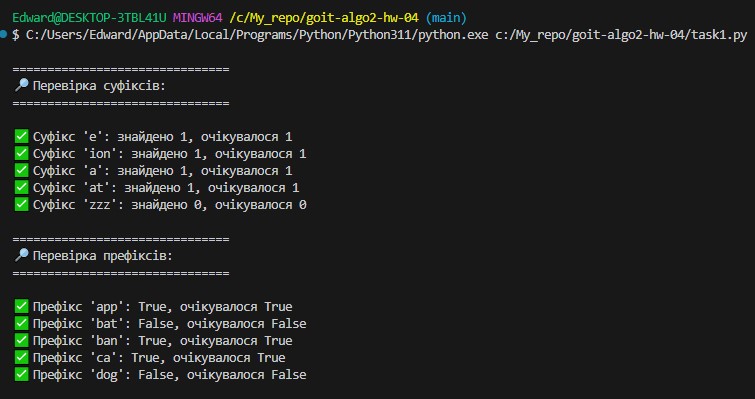 Edward@DESKTOP-3TBL41U MINGW64 /c/My_repo/goit-algo2-hw-04 (main)
$ C:/Users/Edward/AppData/Local/Programs/Python/Python311/python.exe c:/My_repo/goit-algo2-hw-04/task1.py
===============================
🔎 Перевірка суфіксів:
===============================
✅ Суфікс 'e': знайдено 1, очікувалося 1
✅ Суфікс 'ion': знайдено 1, очікувалося 1
✅ Суфікс 'a': знайдено 1, очікувалося 1
✅ Суфікс 'at': знайдено 1, очікувалося 1
✅ Суфікс 'zzz': знайдено 0, очікувалося 0
===============================
🔎 Перевірка префіксів:
===============================
✅ Префікс 'app': True, очікувалося True
✅ Префікс 'bat': False, очікувалося False
✅ Префікс 'ban': True, очікувалося True
✅ Префікс 'ca': True, очікувалося True
✅ Префікс 'dog': False, очікувалося False